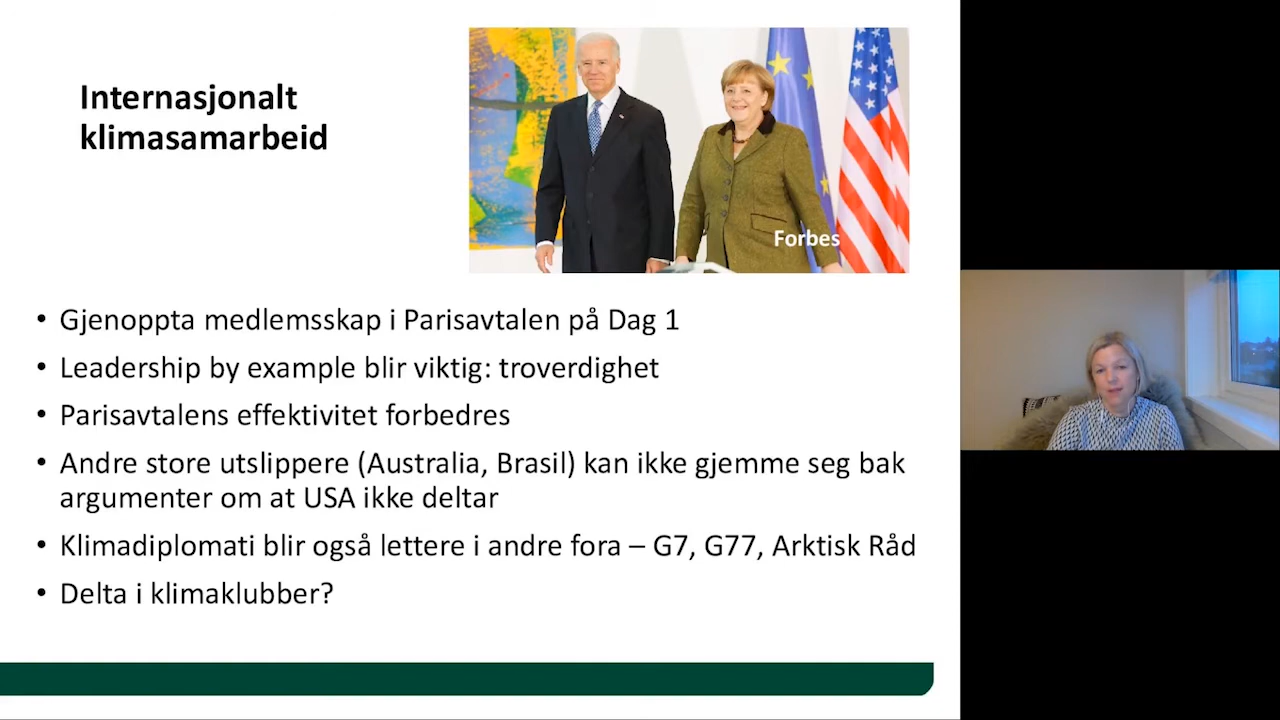 Internasjonalt
klimasamarbeid
Forbes
• Gjenoppta medlemsskap i Parisavtalen på Dag 1
• Leadership by example blir viktig: troverdighet
• Parisavtalens effektivitet forbedres
• Andre store utslippere (Australia, Brasil) kan ikke gjemme seg bak
argumenter om at USA ikke deltar
• Klimadiplomati blir også lettere i andre fora – G7, G77, Arktisk Råd
• Delta i klimaklubber?